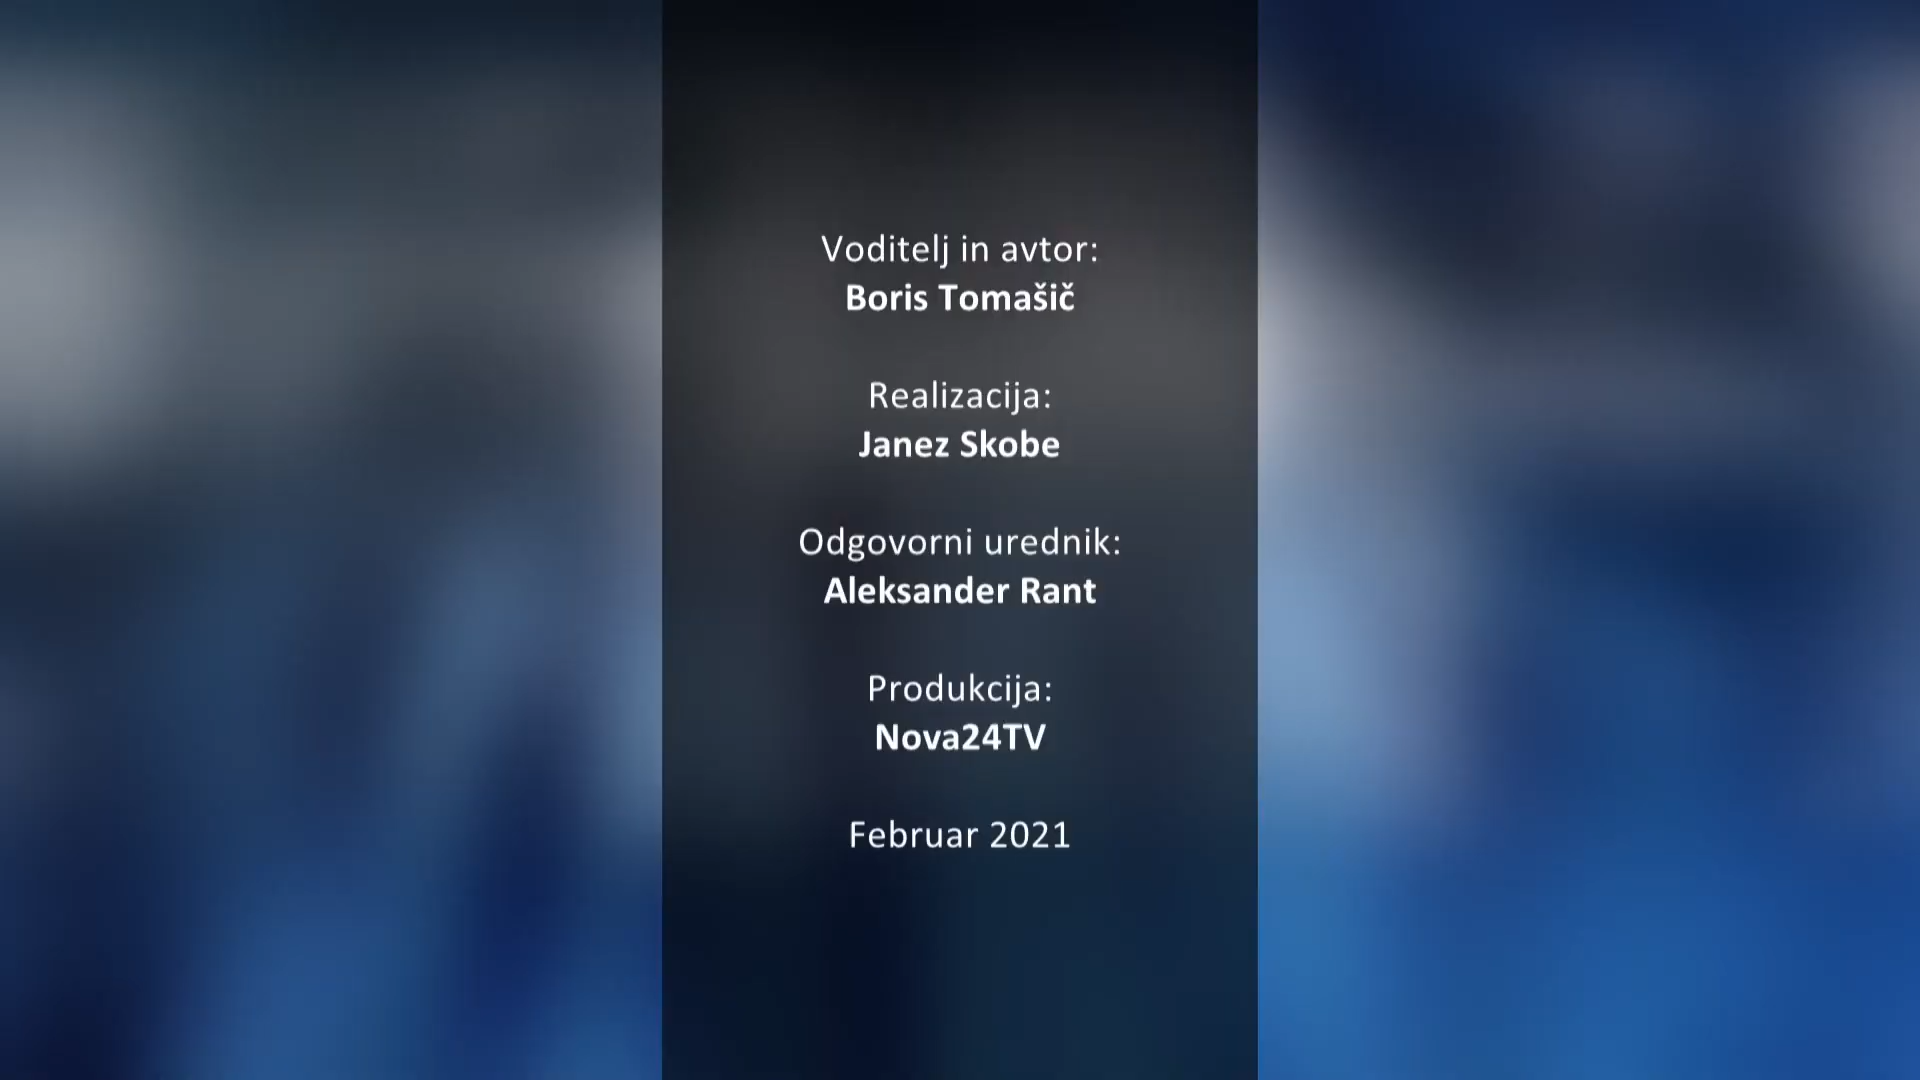 Voditelj in avtor:
Boris Tomašič
Realizacija:
Janez Skobe
Odgovorni urednik:
Aleksander Rant
Produkcija:
Nova24TV
Februar 2021